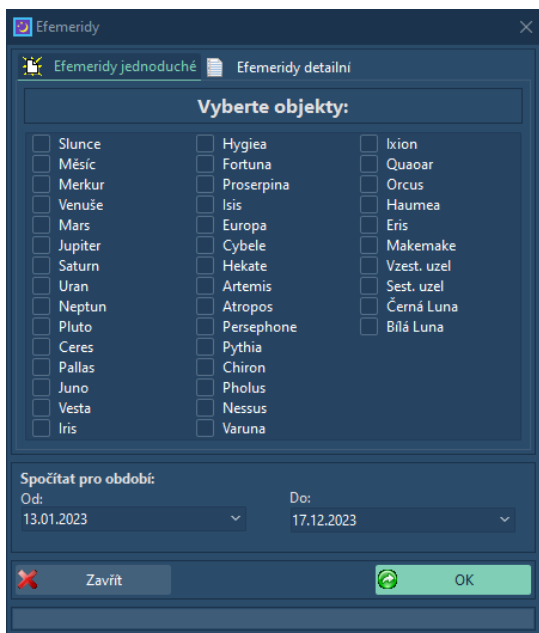 Efemeridy
Efemeridy jednoduché
Efemeridy detailní
Vyberte objekty:
Slunce
Měsíc
Merkur
Venuše
Mars
Jupiter
Saturn
Uran
Neptun
Pluto
Ceres
Pallas
Juno
Vesta
Iris
Hygiea
Fortuna
Proserpina
Isis
Europa
Cybele
Hekate
Artemis
Atropos
Persephone
Pythia
Chiron
Pholus
Nessus
Varuna
Ixion
Quaoar
Orcus
Haumea
Eris
Makemake
Vzest. uzel
Sest. uzel
Černá Luna
Bílá Luna
Spočítat pro období:
Od:
13.01.2023
Do:
17.12.2023
Zavřít
OK